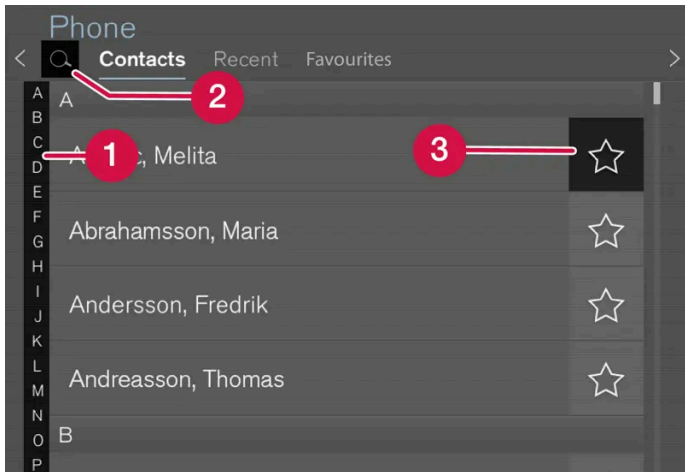 Phone
Contacts Recent Favourites
A
B
C
D
E
F
G
H
I
J
K
L
M
N
O
P
A
2
1
Melita
3
Abrahamsson, Maria
Andersson, Fredrik
Andreasson, Thomas
B